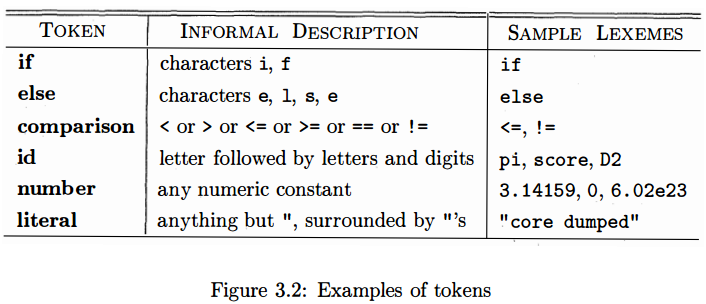 TOKEN INFORMAL DESCRIPTION SAMPLE LEXEMES
if characters i, f if
else characters e, l, s, e else
comparison < or > or <= or >= or == or != <=, !=
id letter followed by letters and digits pi, score, D2
number any numeric constant 3.14159, 0, 6.02e23
literal anything but ", surrounded by "'s "core dumped"
Figure 3.2: Examples of tokens